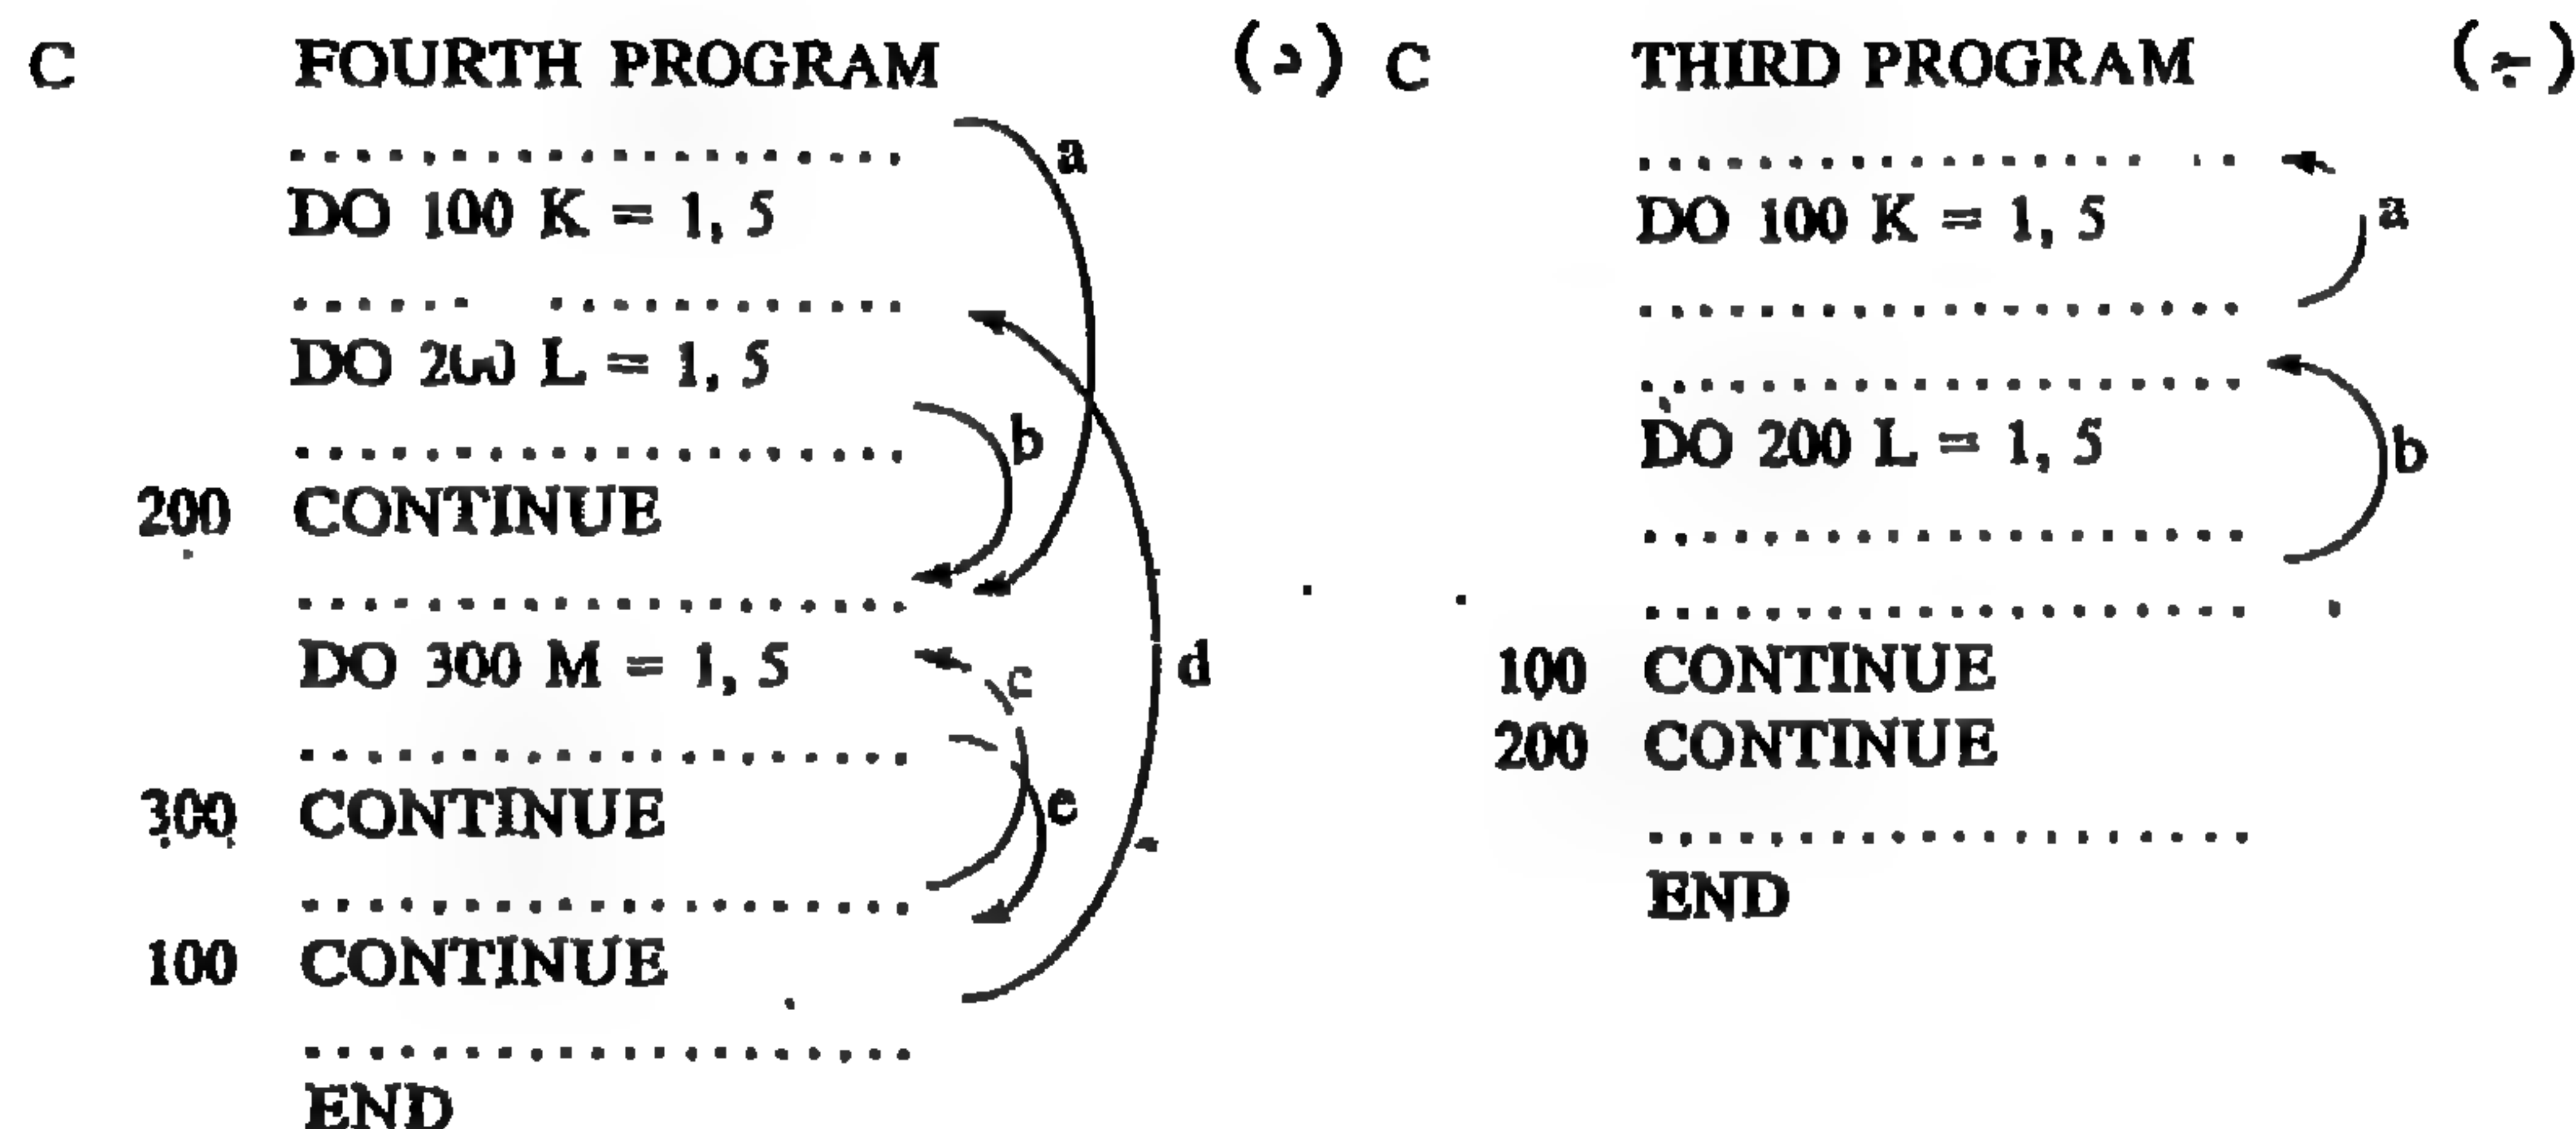 C FOURTH PROGRAM (د)
........................
DO 100 K = 1, 5
........................
DO 200 L = 1, 5
........................
200 CONTINUE
........................
DO 300 M = 1, 5
........................
300 CONTINUE
........................
100 CONTINUE
........................
END
a
b
c
d
e
C THIRD PROGRAM (ج)
........................
DO 100 K = 1, 5
........................
........................
DO 200 L = 1, 5
........................
........................
100 CONTINUE
200 CONTINUE
........................
END
a
b